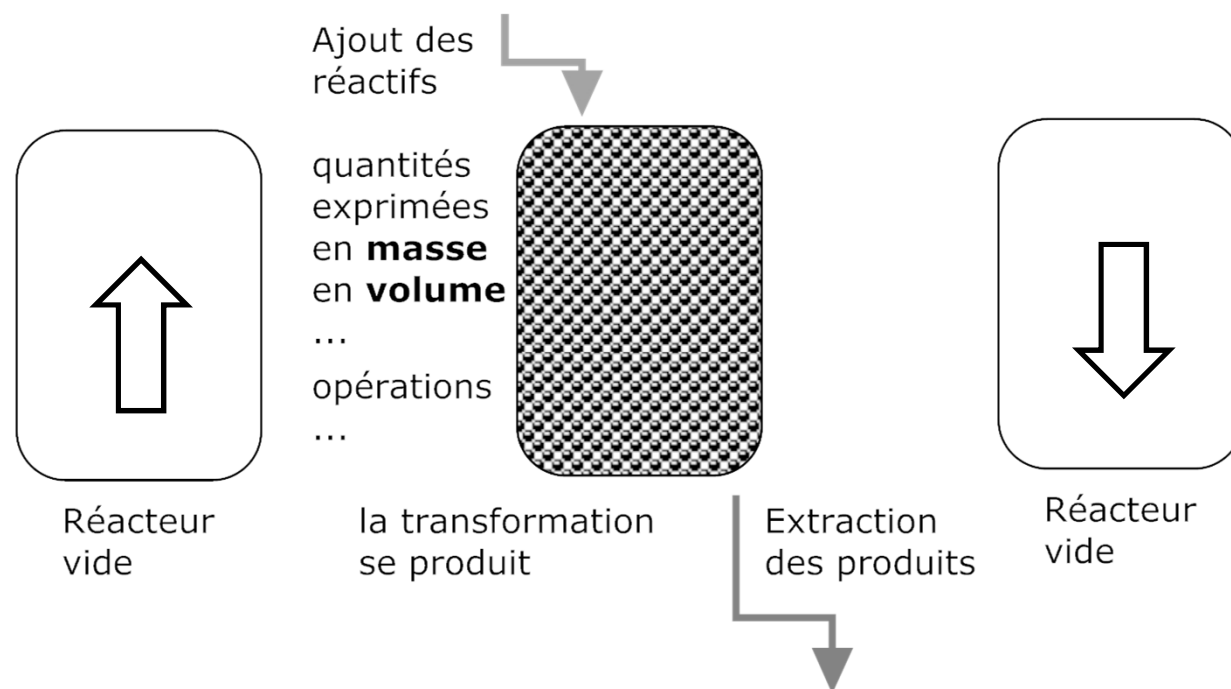 Ajout des
réactifs
quantités
exprimées
en masse
en volume
...
opérations
...
Réacteur
vide
la transformation
se produit
Extraction
des produits
Réacteur
vide